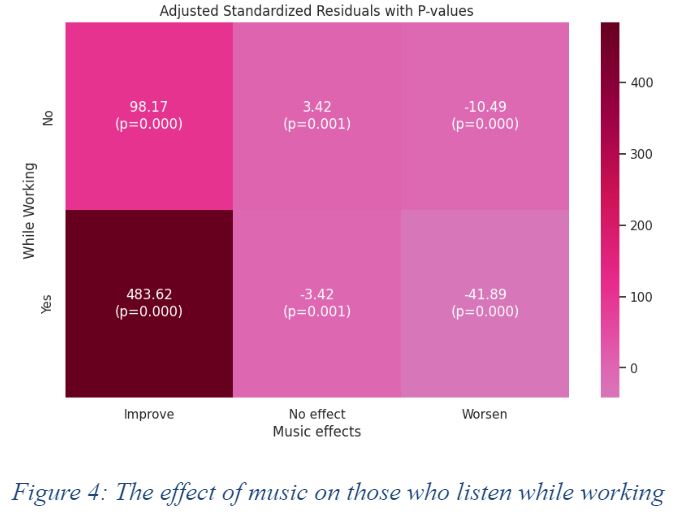 Adjusted Standardized Residuals with P-values
While Working
No
98.17
(p=0.000)
3.42
(p=0.001)
-10.49
(p=0.000)
Yes
483.62
(p=0.000)
-3.42
(p=0.001)
-41.89
(p=0.000)
Improve
No effect
Worsen
Music effects
400
300
200
100
0
Figure 4: The effect of music on those who listen while working